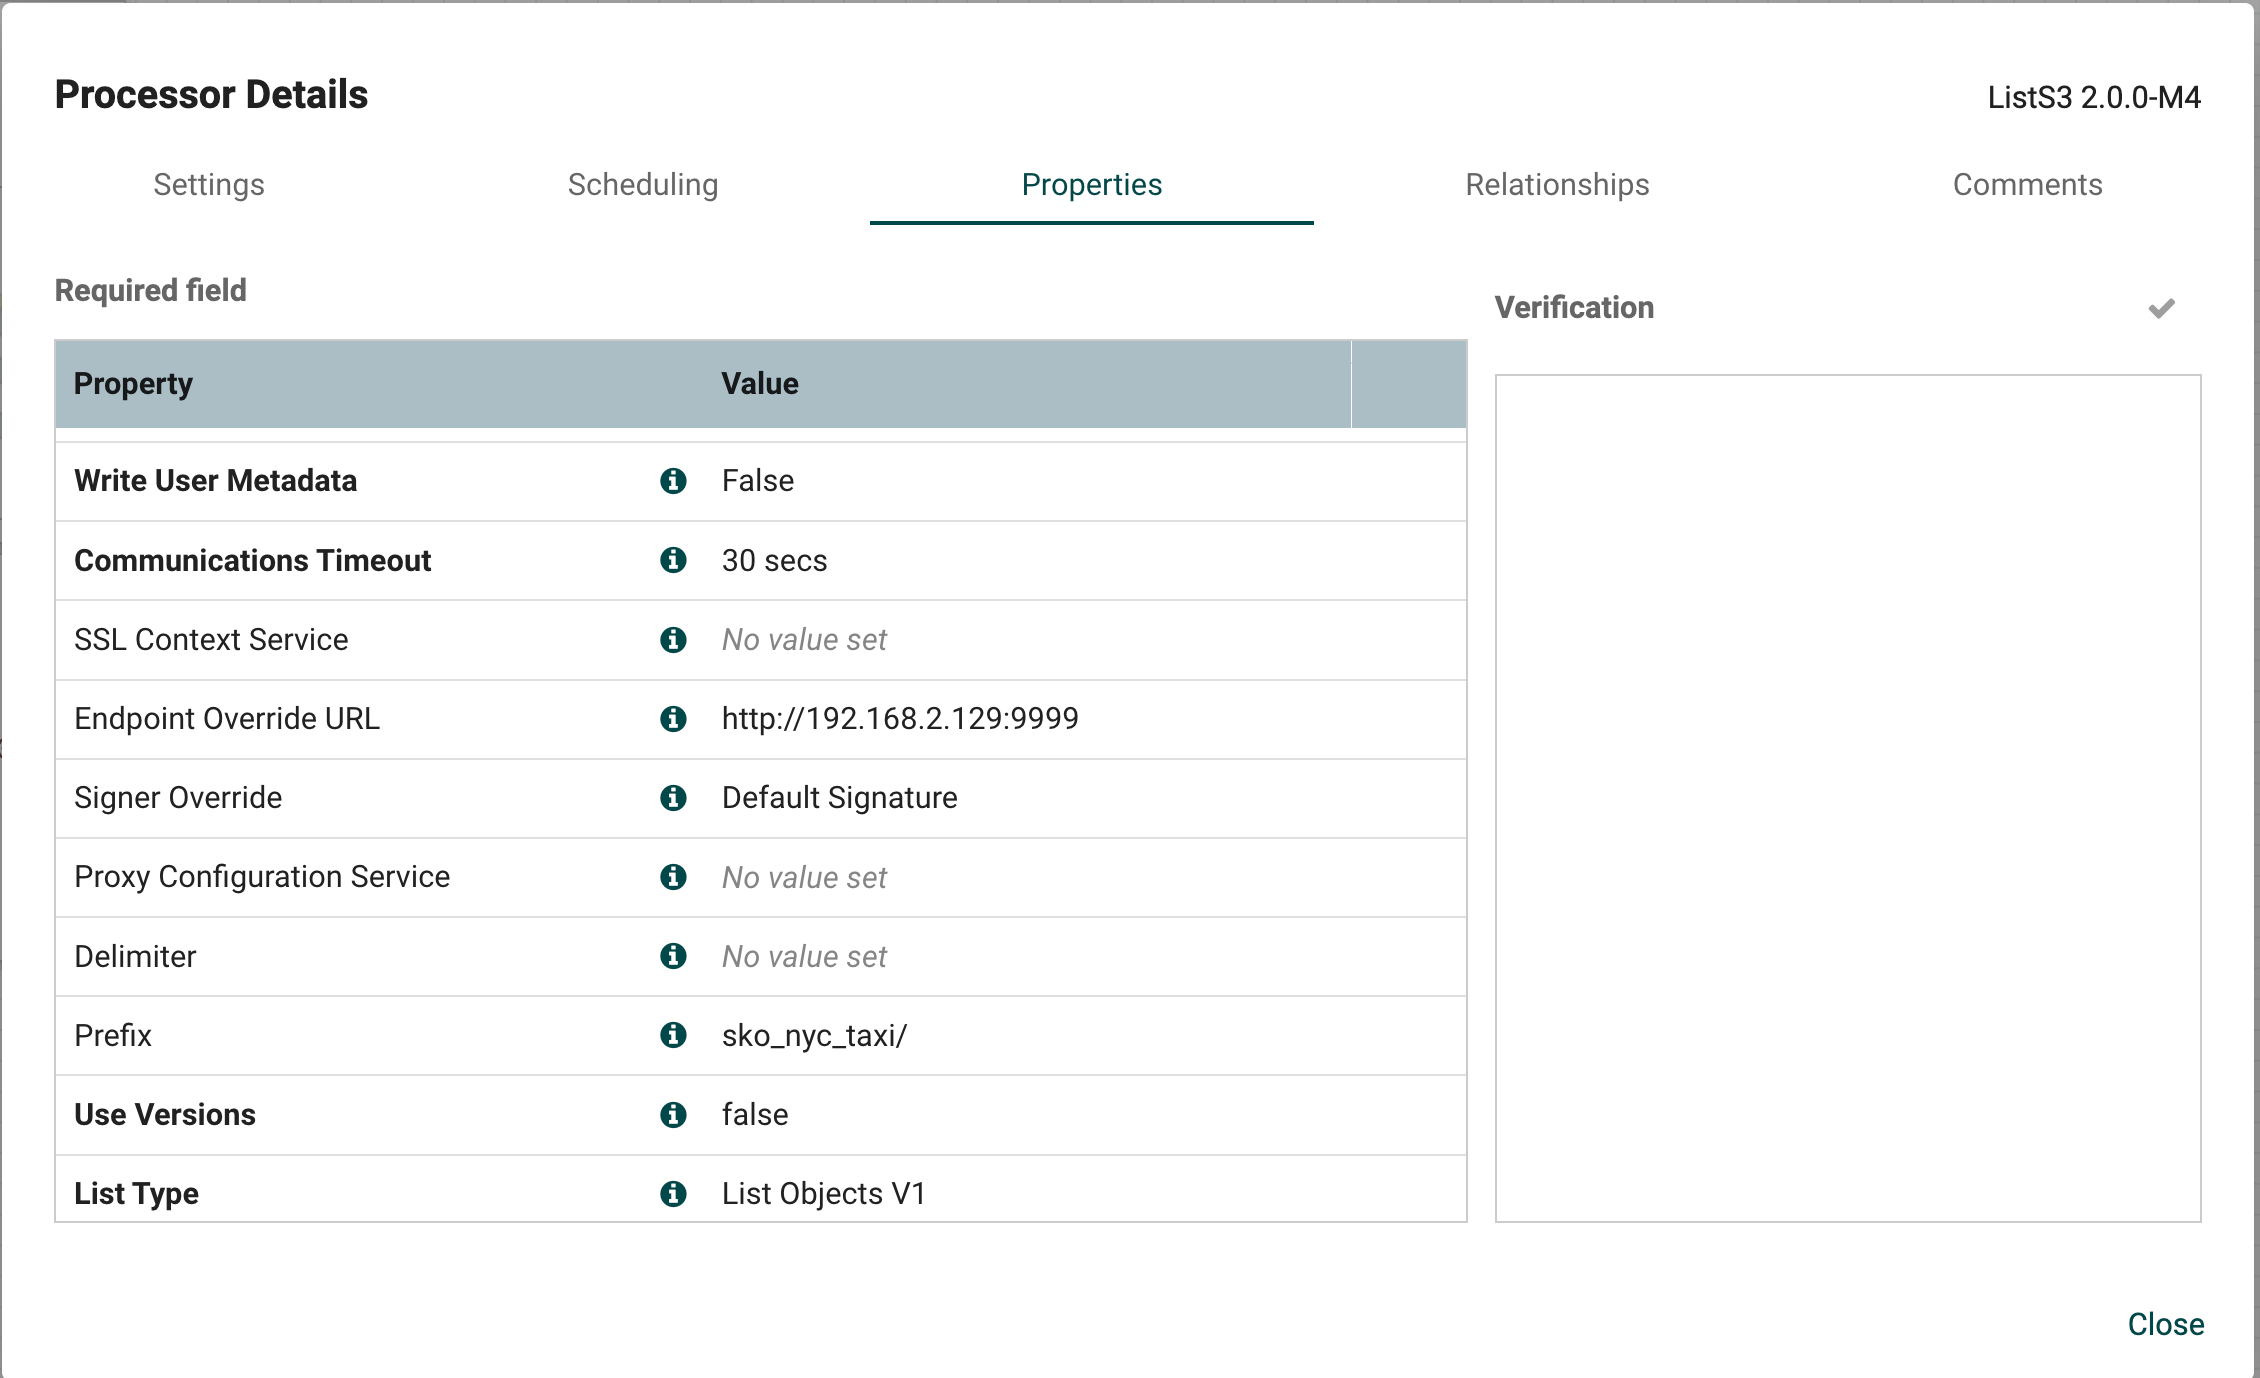 Processor Details
ListS3 2.0.0-M4
Settings Scheduling Properties Relationships Comments
Required field
Verification
Property Value
Write User Metadata False
Communications Timeout 30 secs
SSL Context Service No value set
Endpoint Override URL http://192.168.2.129:9999
Signer Override Default Signature
Proxy Configuration Service No value set
Delimiter No value set
Prefix sko_nyc_taxi/
Use Versions false
List Type List Objects V1
Close